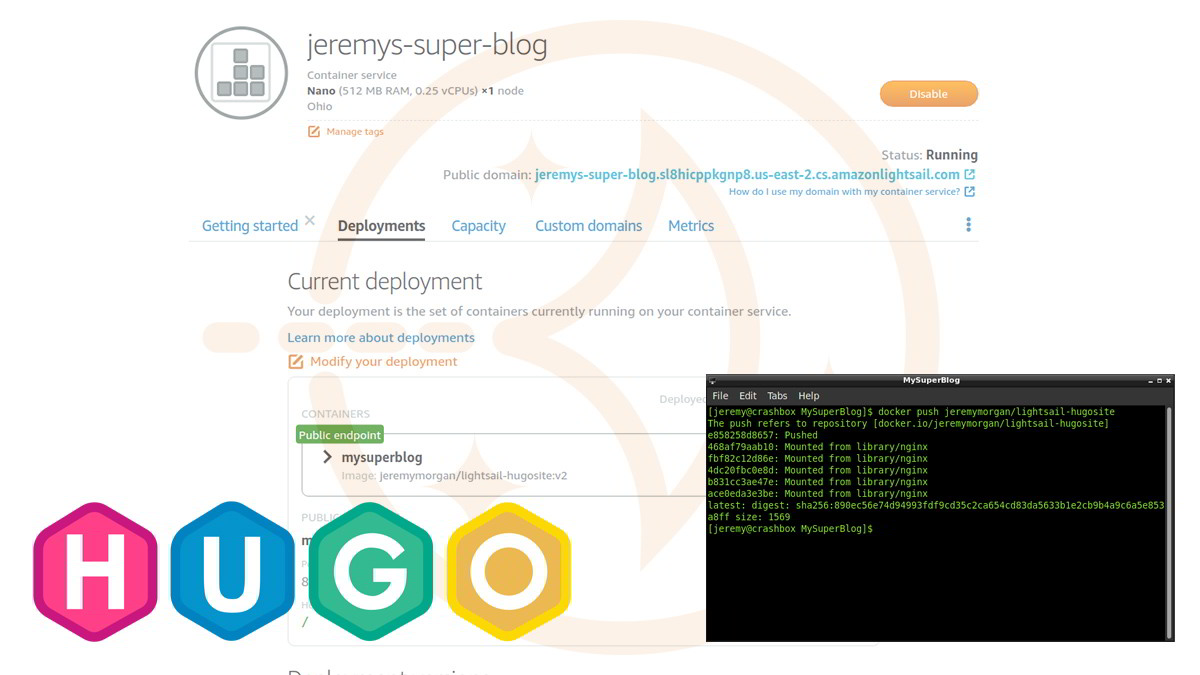 jeremys-super-blog
Container service
Nano (512 MB RAM, 0.25 vCPUs) ×1 node
Ohio
Disable
Manage tags
Status: Running
Public domain: jeremys-super-blog.sl8hicppkgnp8.us-east-2.cs.amazonlightsail.com
How do I use my domain with my container service?
Getting started Deployments Capacity Custom domains Metrics
Current deployment
Your deployment is the set of containers currently running on your container service.
Learn more about deployments
Modify your deployment
Deployed
CONTAINERS
Public endpoint
mysuperblog
Image: jeremymorgan/lightsail-hugosite:v2
PUBLI
m
8
/
HUGO
MySuperBlog
File Edit Tabs Help
[jeremy@crashbox MySuperBlog]$ docker push jeremymorgan/lightsail-hugosite
The push refers to repository [docker.io/jeremymorgan/lightsail-hugosite]
e858258d8657: Pushed
468af79aab10: Mounted from library/nginx
fbf82c12d86e: Mounted from library/nginx
4dc20fbc0e8d: Mounted from library/nginx
b831cc3ae47e: Mounted from library/nginx
ace0eda3e3be: Mounted from library/nginx
latest: digest: sha256:890ec56e74d94993fdf9cd35c2ca654cd83da5633b1e2cb9b4a9c6a5e853
a8ff size: 1569
[jeremy@crashbox MySuperBlog]$